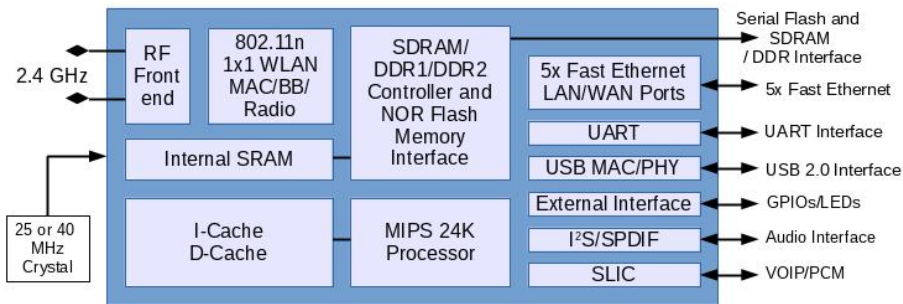 2.4 GHz
25 or 40
MHz
Crystal
RF
Front
end
802.11n
1x1 WLAN
MAC/BB/
Radio
SDRAM/
DDR1/DDR2
Controller and
NOR Flash
Memory
Interface
Internal SRAM
I-Cache
D-Cache
MIPS 24K
Processor
5x Fast Ethernet
LAN/WAN Ports
UART
USB MAC/PHY
External Interface
I²S/SPDIF
SLIC
Serial Flash and
SDRAM
/ DDR Interface
5x Fast Ethernet
UART Interface
USB 2.0 Interface
GPIOs/LEDs
Audio Interface
VOIP/PCM